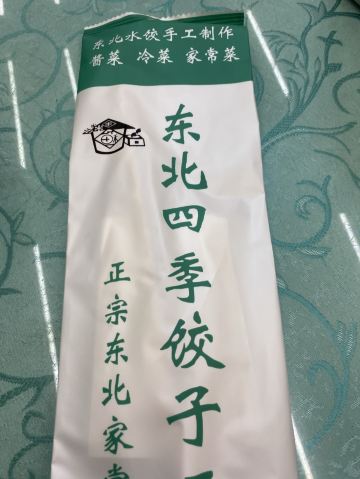 东北水饺手工制作
酱菜 冷菜 家常菜
东北四季饺子
正宗东北家常